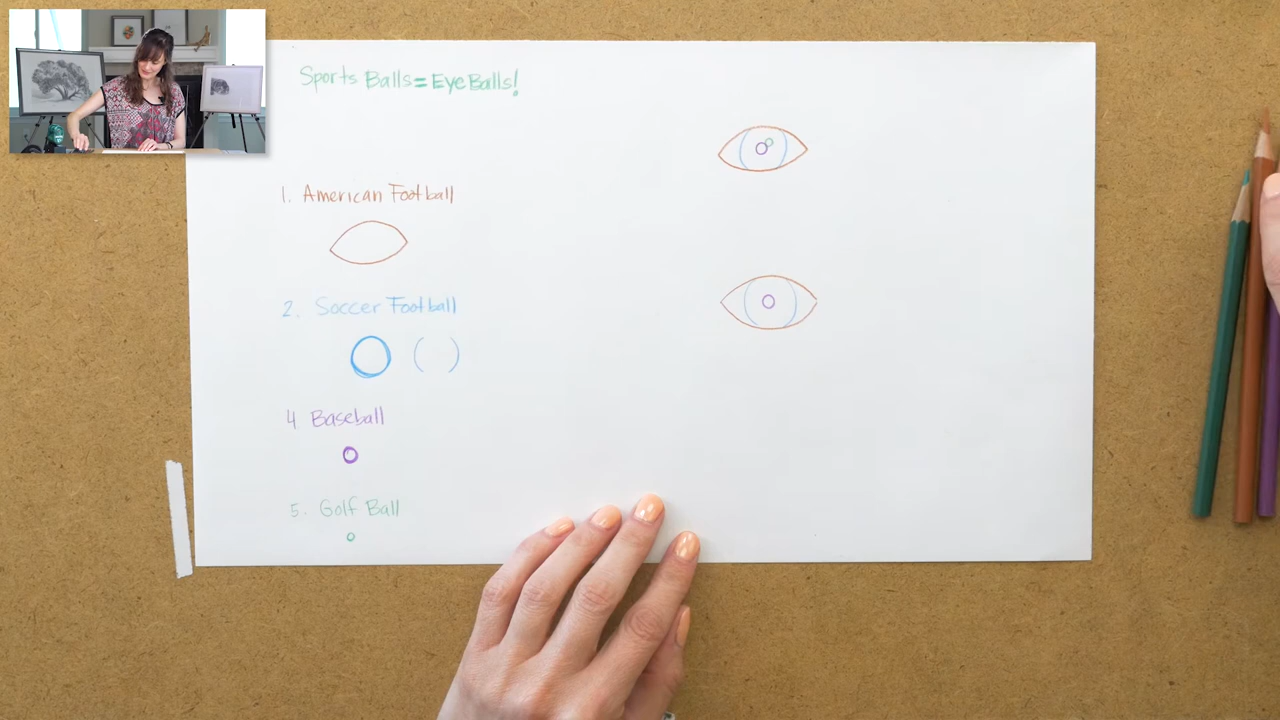 Sports Balls = Eye Balls!
1. American Football
2. Soccer Football
4 Baseball
5. Golf Ball